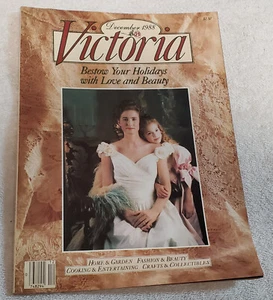 December 1988
Victoria
Bestow Your Holidays
with Love and Beauty
Home & Garden Fashion & Beauty
Cooking & Entertaining Crafts & Collectibles